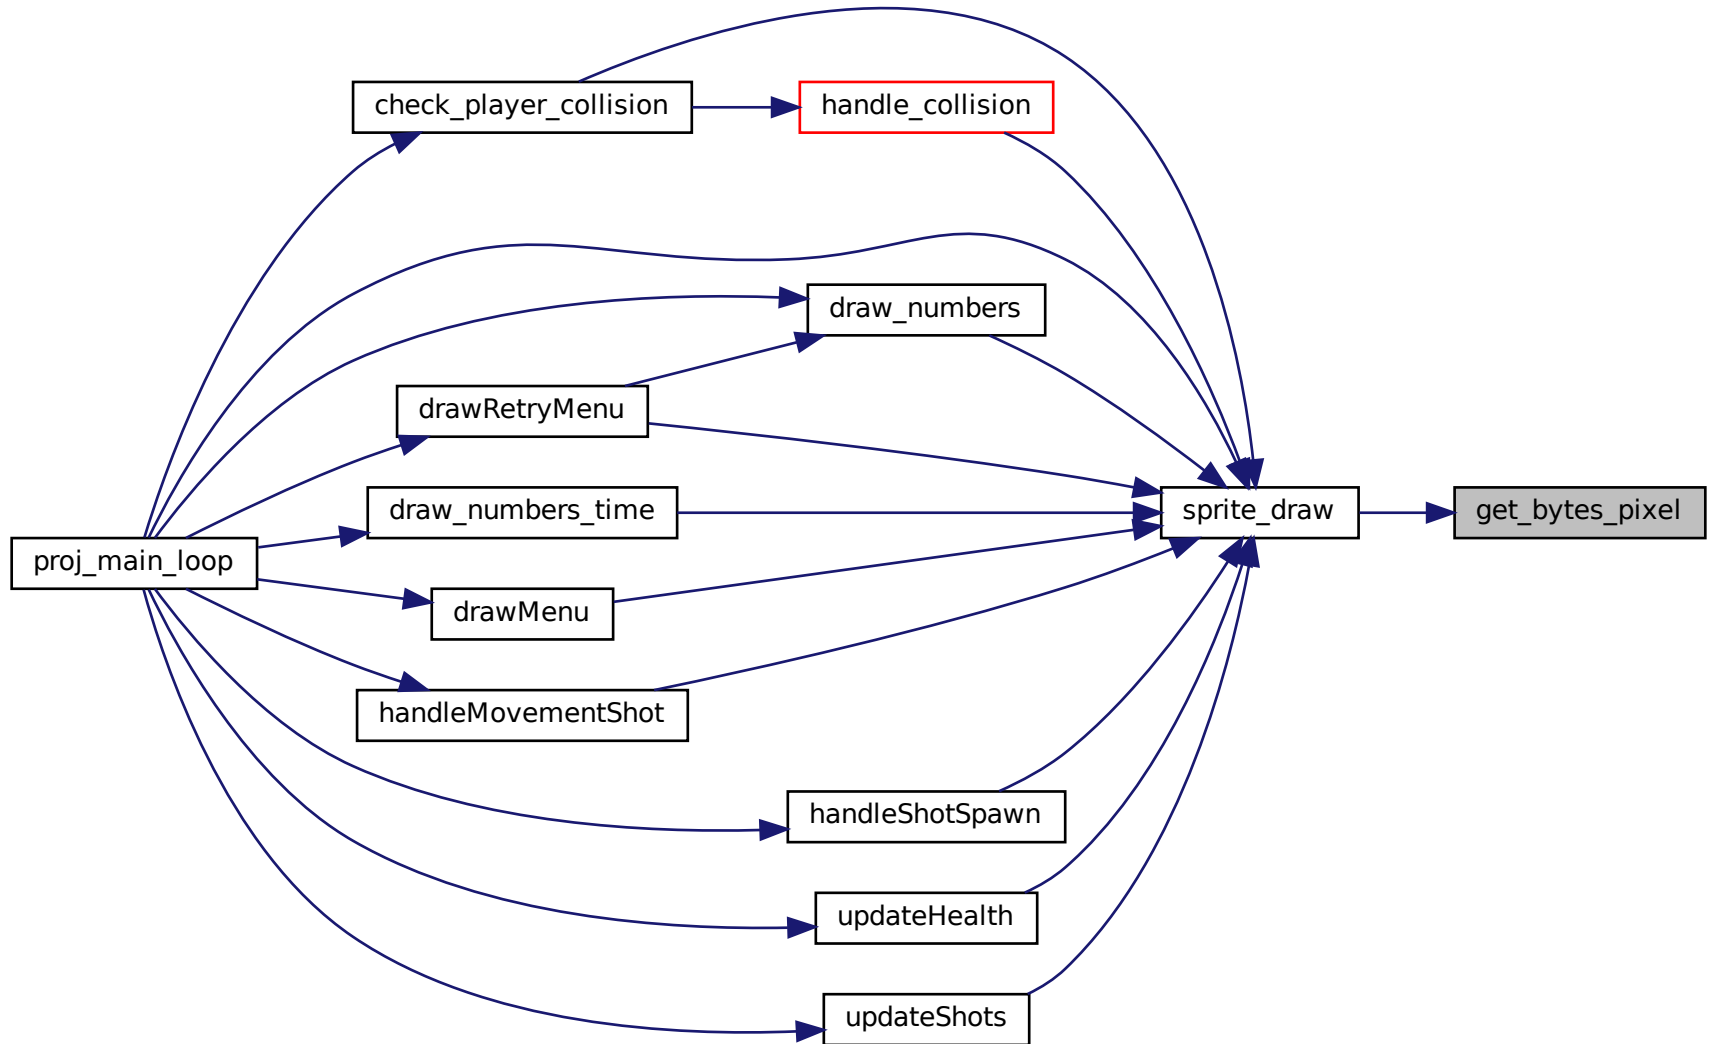 check_player_collision
handle_collision
draw_numbers
drawRetryMenu
draw_numbers_time
sprite_draw
get_bytes_pixel
proj_main_loop
drawMenu
handleMovementShot
handleShotSpawn
updateHealth
updateShots